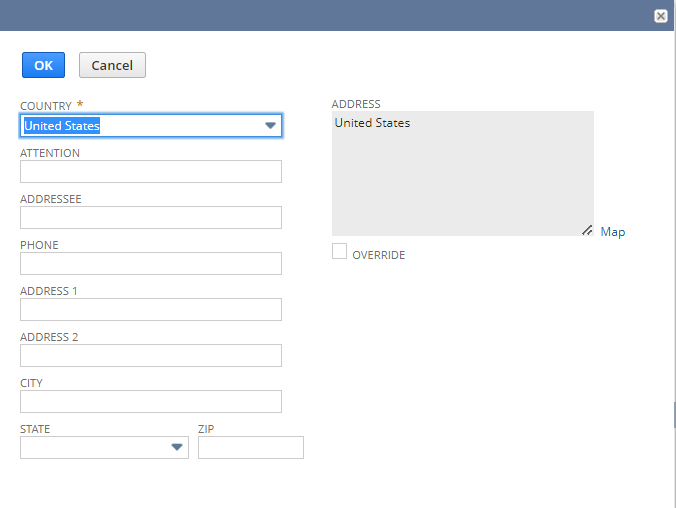 OK
Cancel
COUNTRY *
United States
ATTENTION
ADDRESSEE
PHONE
ADDRESS 1
ADDRESS 2
CITY
STATE
ZIP
ADDRESS
United States
Map
OVERRIDE